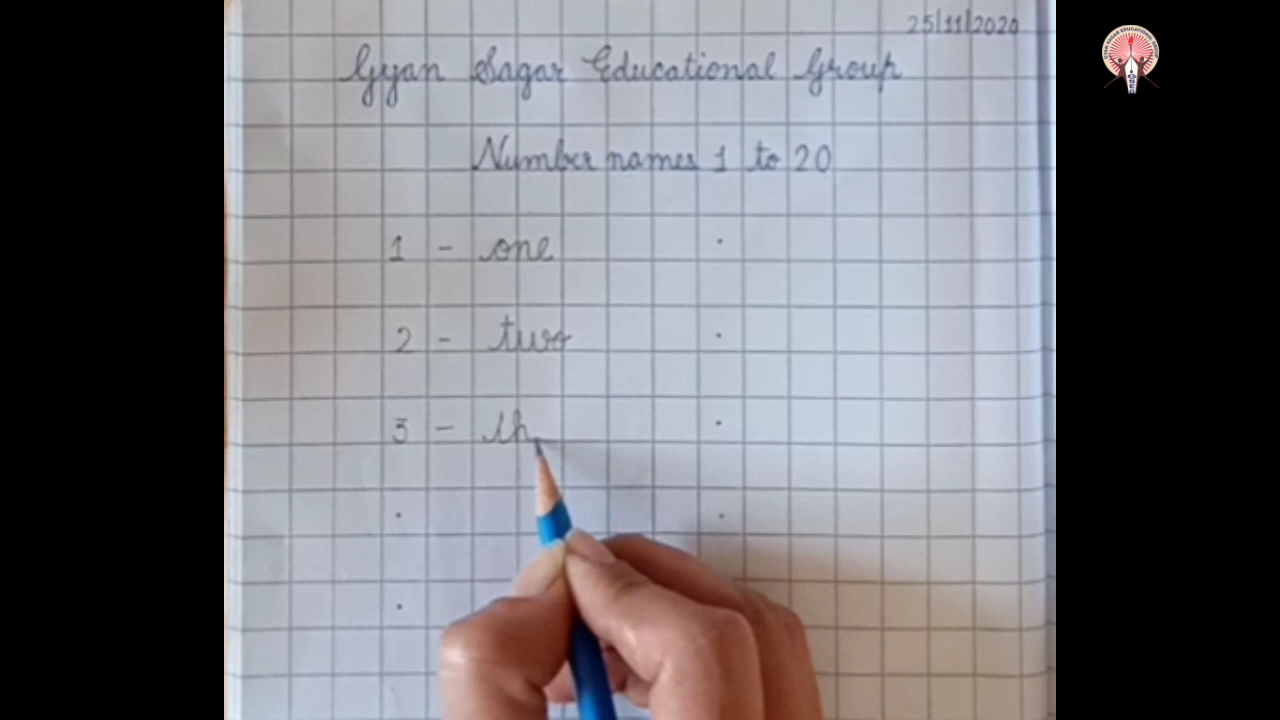 25/11/2020
Gyan Sagar Educational Group
Number names 1 to 20
1 - one
2 - two
3 - th